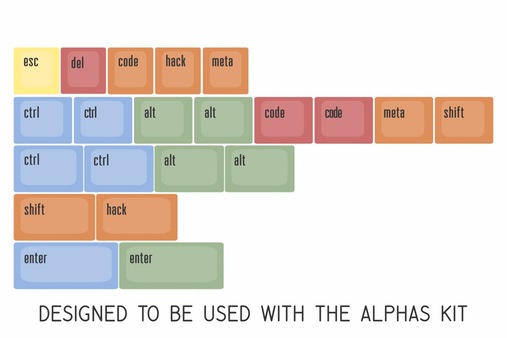 esc del code hack meta
ctrl ctrl alt alt code code meta shift
ctrl ctrl alt alt
shift hack
enter enter
DESIGNED TO BE USED WITH THE ALPHAS KIT